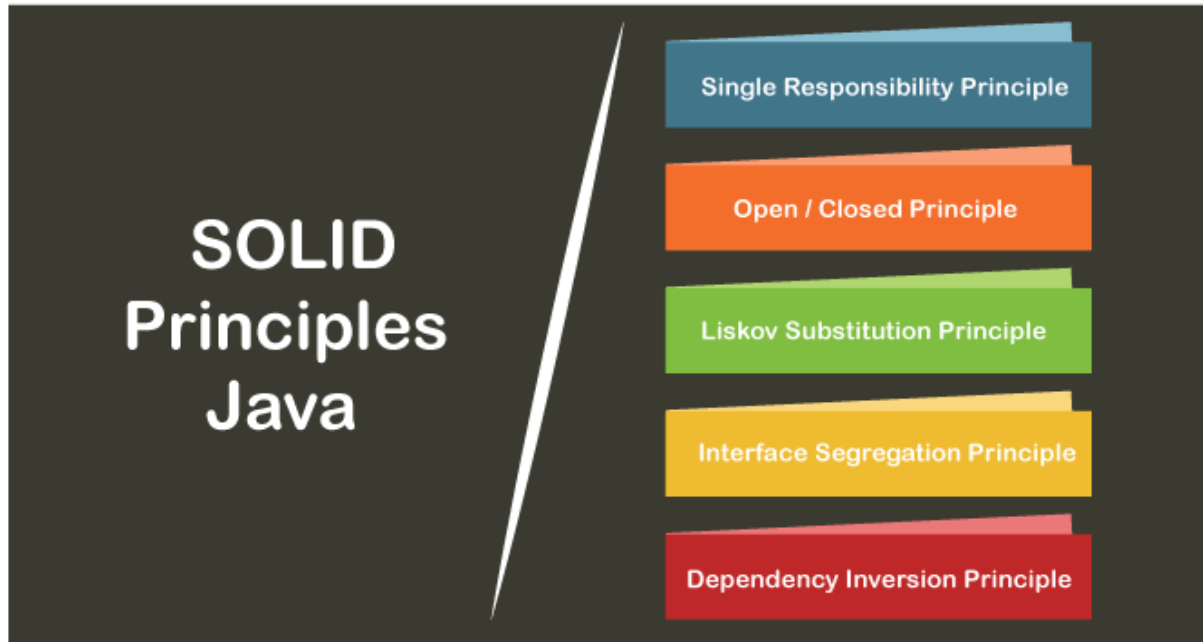 SOLID
Principles
Java
Single Responsibility Principle
Open / Closed Principle
Liskov Substitution Principle
Interface Segregation Principle
Dependency Inversion Principle